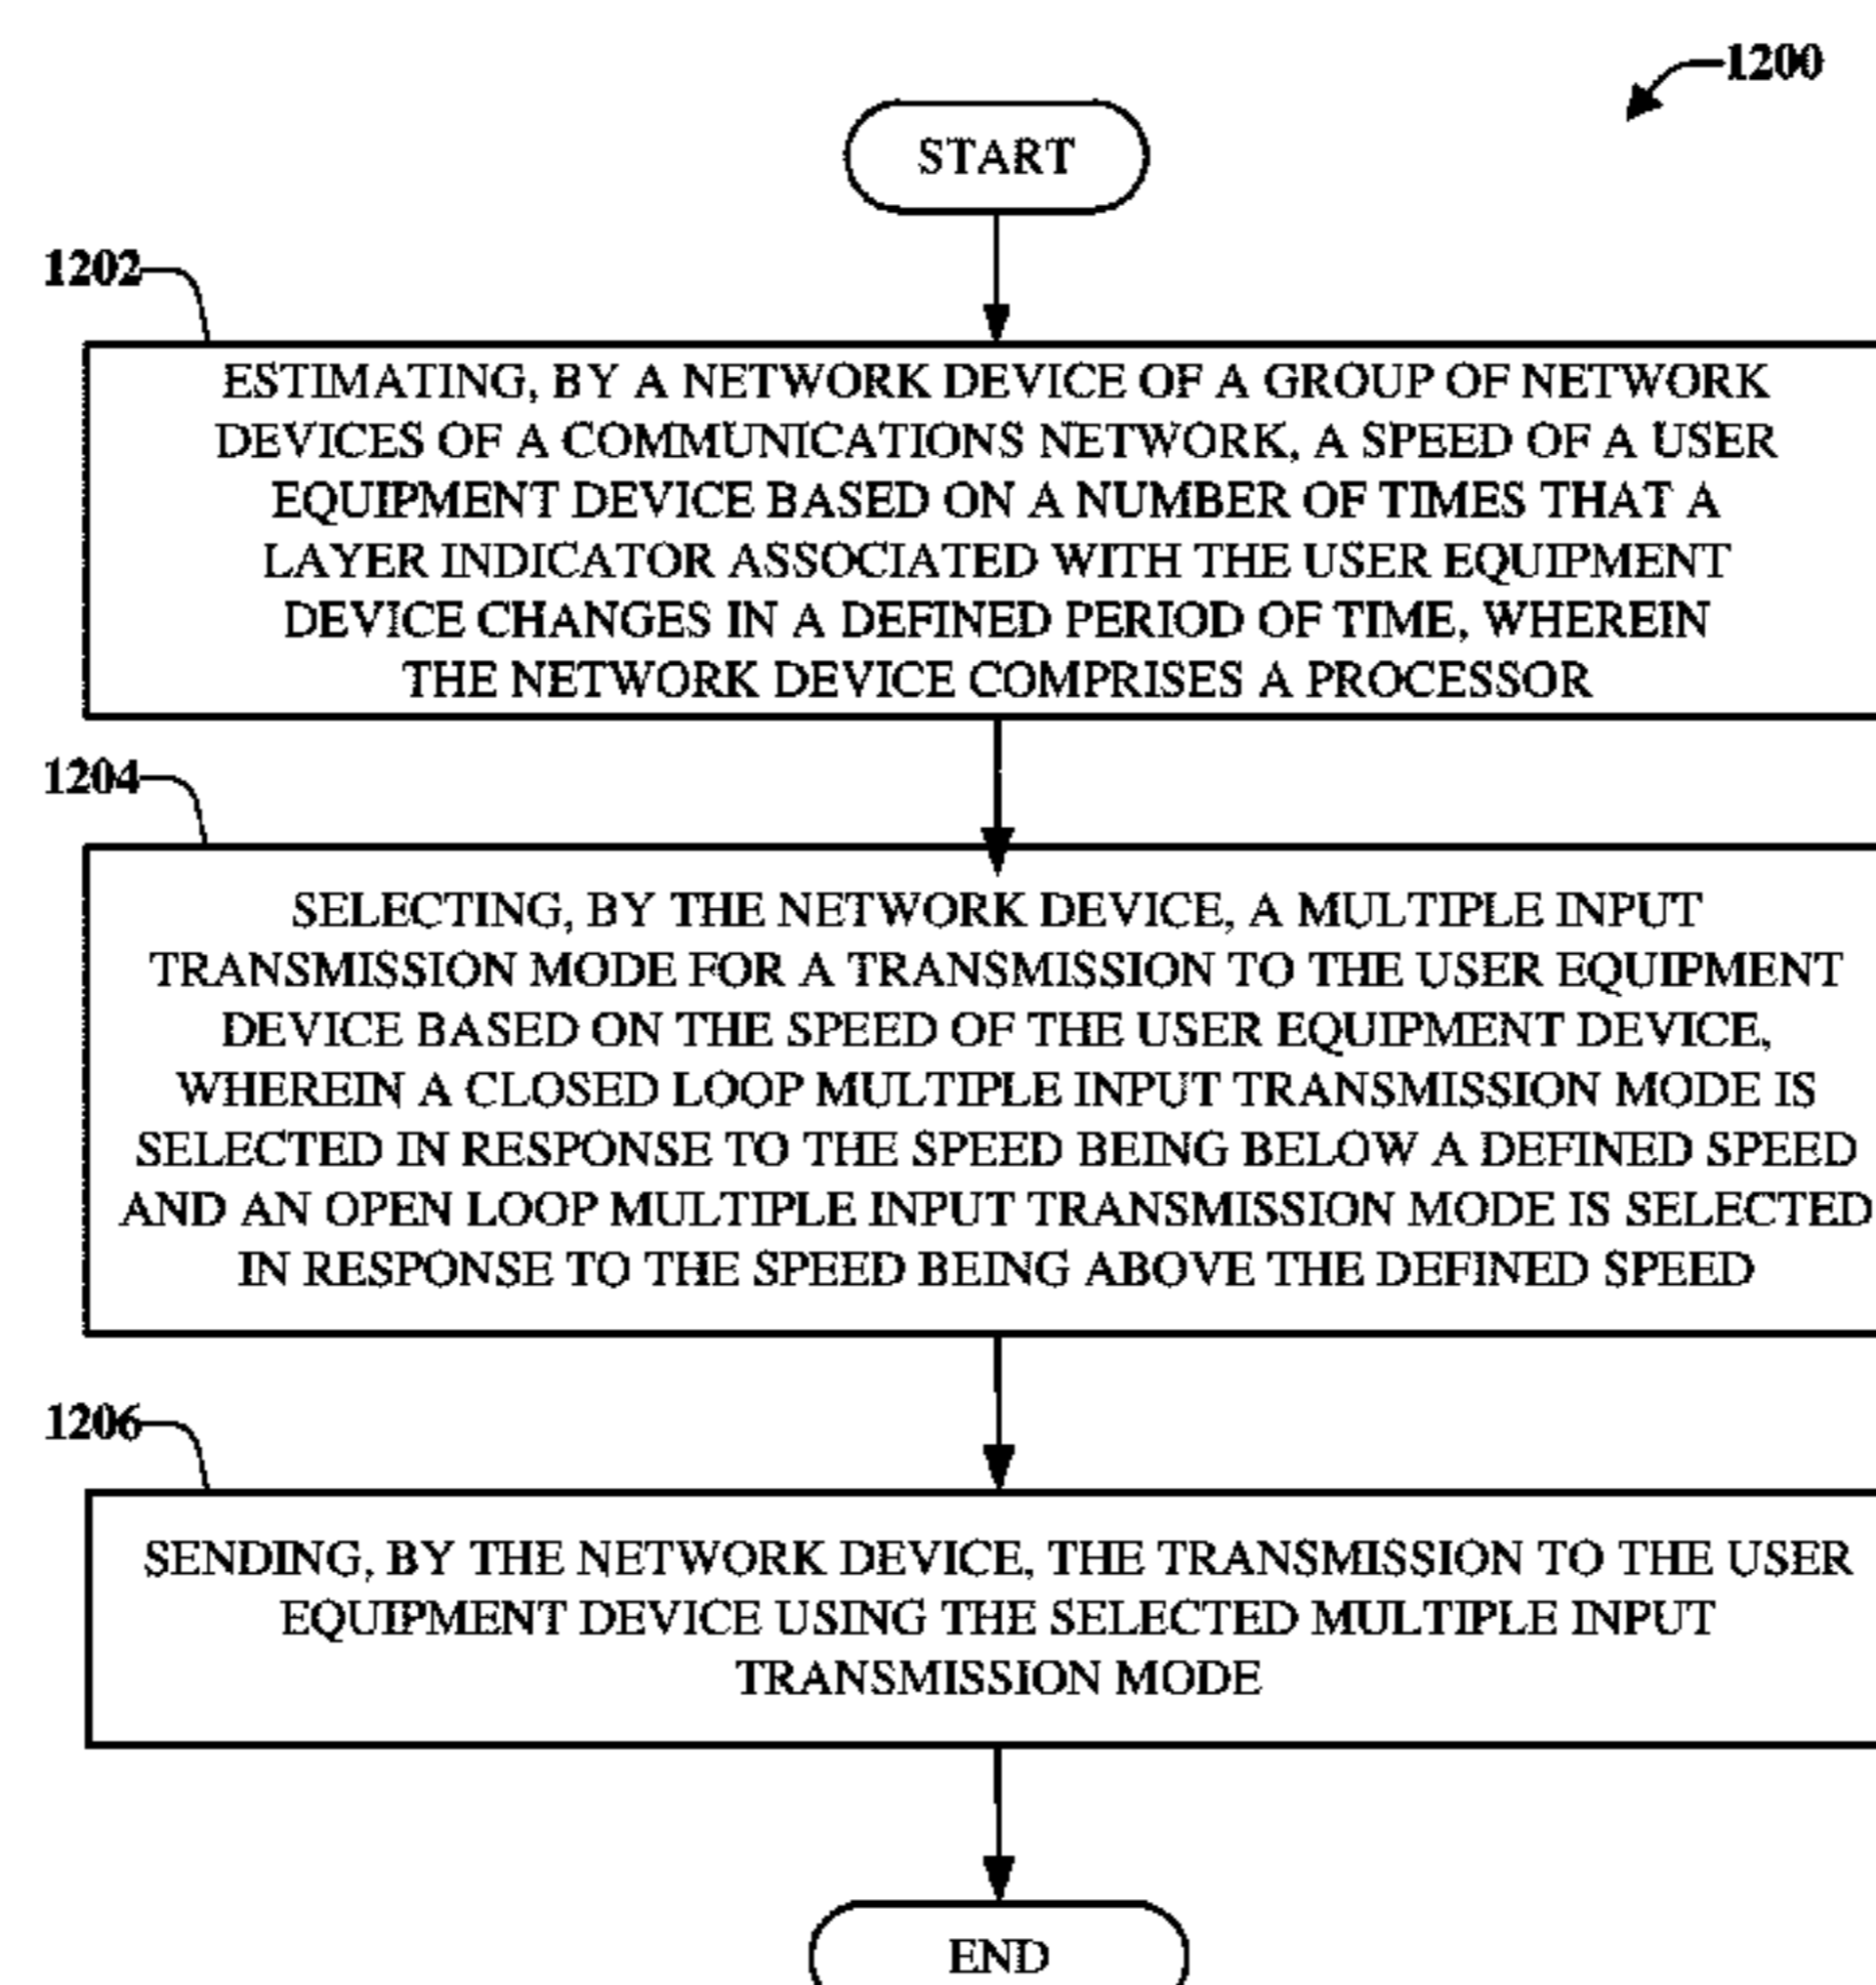 1200
START
1202
ESTIMATING, BY A NETWORK DEVICE OF A GROUP OF NETWORK
DEVICES OF A COMMUNICATIONS NETWORK, A SPEED OF A USER
EQUIPMENT DEVICE BASED ON A NUMBER OF TIMES THAT A
LAYER INDICATOR ASSOCIATED WITH THE USER EQUIPMENT
DEVICE CHANGES IN A DEFINED PERIOD OF TIME, WHEREIN
THE NETWORK DEVICE COMPRISES A PROCESSOR
1204
SELECTING, BY THE NETWORK DEVICE, A MULTIPLE INPUT
TRANSMISSION MODE FOR A TRANSMISSION TO THE USER EQUIPMENT
DEVICE BASED ON THE SPEED OF THE USER EQUIPMENT DEVICE,
WHEREIN A CLOSED LOOP MULTIPLE INPUT TRANSMISSION MODE IS
SELECTED IN RESPONSE TO THE SPEED BEING BELOW A DEFINED SPEED
AND AN OPEN LOOP MULTIPLE INPUT TRANSMISSION MODE IS SELECTED
IN RESPONSE TO THE SPEED BEING ABOVE THE DEFINED SPEED
1206
SENDING, BY THE NETWORK DEVICE, THE TRANSMISSION TO THE USER
EQUIPMENT DEVICE USING THE SELECTED MULTIPLE INPUT
TRANSMISSION MODE
END